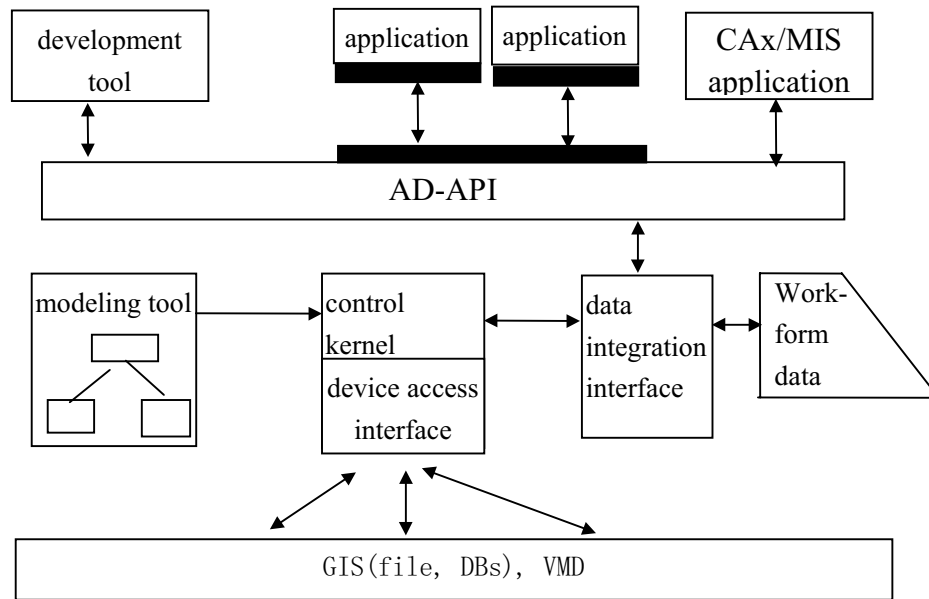 development
tool
application
application
CAx/MIS
application
AD-API
modeling tool
control
kernel
device access
interface
data
integration
interface
Work-
form
data
GIS(file, DBs), VMD